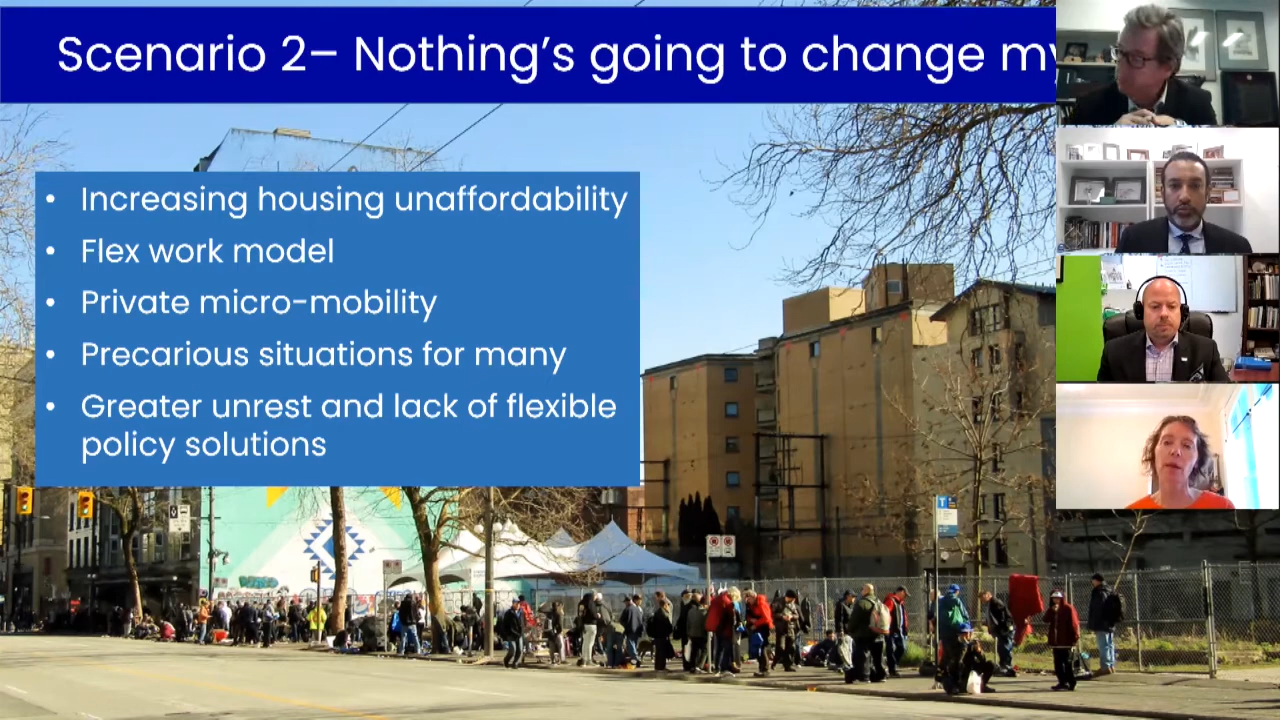 Scenario 2– Nothing's going to change my
• Increasing housing unaffordability
• Flex work model
• Private micro-mobility
• Precarious situations for many
• Greater unrest and lack of flexible
policy solutions
T